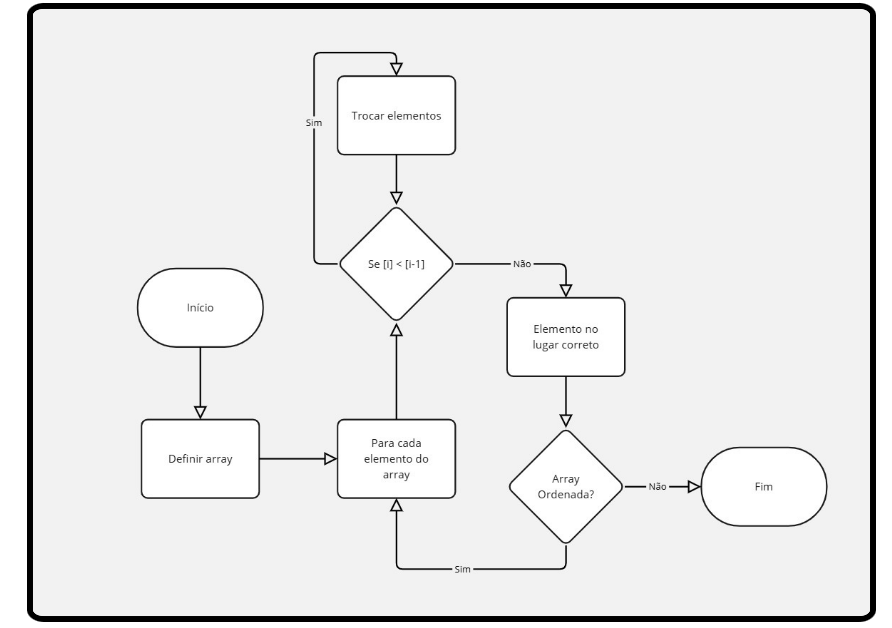 Início
Definir array
Para cada
elemento do
array
Se [i] < [i-1]
Sim
Trocar elementos
Não
Elemento no
lugar correto
Array
Ordenada?
Sim
Não
Fim